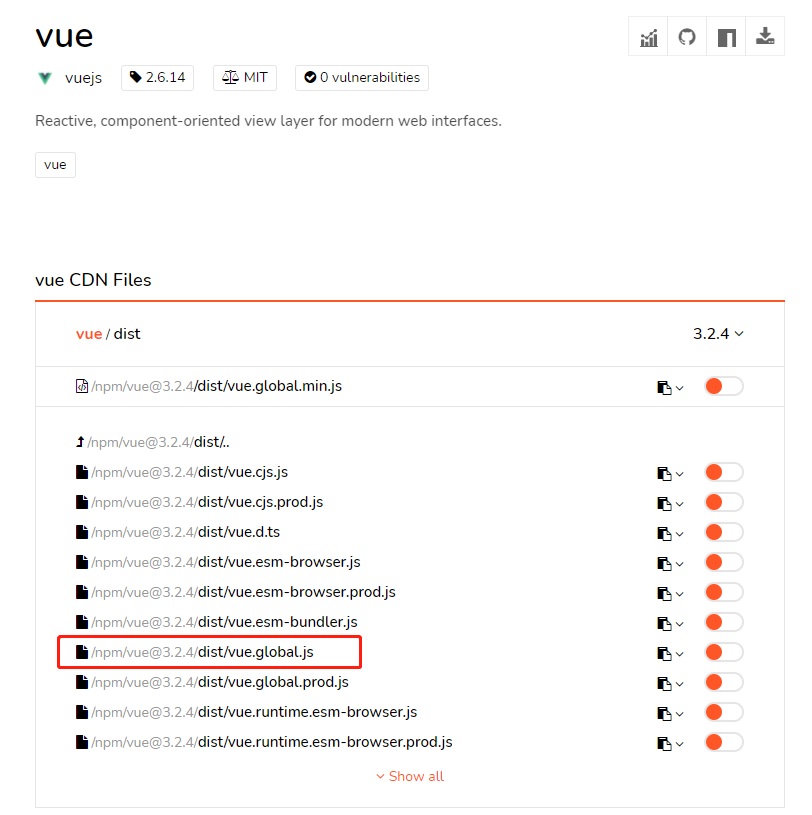 vue
vuejs 2.6.14 MIT 0 vulnerabilities
Reactive, component-oriented view layer for modern web interfaces.
vue
vue CDN Files
vue / dist 3.2.4
/npm/vue@3.2.4/dist/vue.global.min.js
/npm/vue@3.2.4/dist/..
/npm/vue@3.2.4/dist/vue.cjs.js
/npm/vue@3.2.4/dist/vue.cjs.prod.js
/npm/vue@3.2.4/dist/vue.d.ts
/npm/vue@3.2.4/dist/vue.esm-browser.js
/npm/vue@3.2.4/dist/vue.esm-browser.prod.js
/npm/vue@3.2.4/dist/vue.esm-bundler.js
/npm/vue@3.2.4/dist/vue.global.js
/npm/vue@3.2.4/dist/vue.global.prod.js
/npm/vue@3.2.4/dist/vue.runtime.esm-browser.js
/npm/vue@3.2.4/dist/vue.runtime.esm-browser.prod.js
Show all